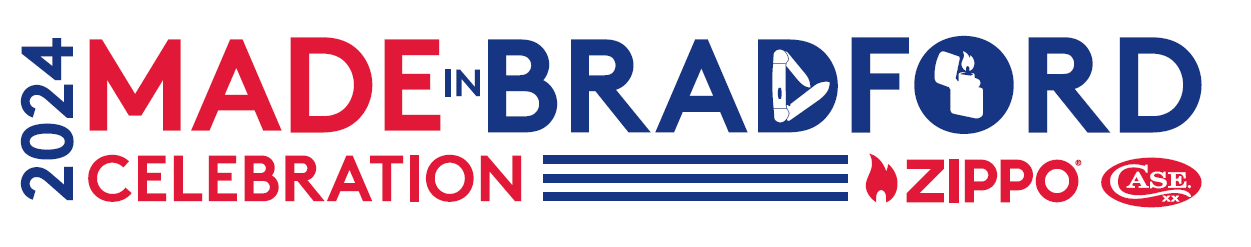 2024
MADE IN BRADFORD
CELEBRATION
ZIPPO®
CASE.
XX